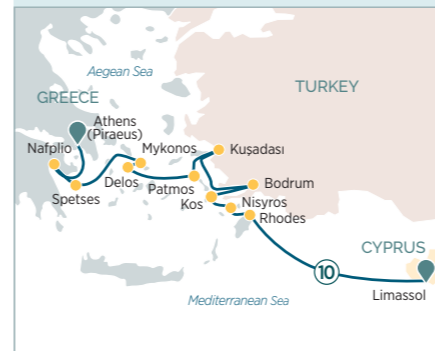 Aegean Sea
TURKEY
GREECE
Athens
(Piraeus)
Nafplio
Mykonos
Kuşadası
Delos
Patmos
Bodrum
Spetses
Kos
Nisyros
Rhodes
CYPRUS
10
Limassol
Mediterranean Sea